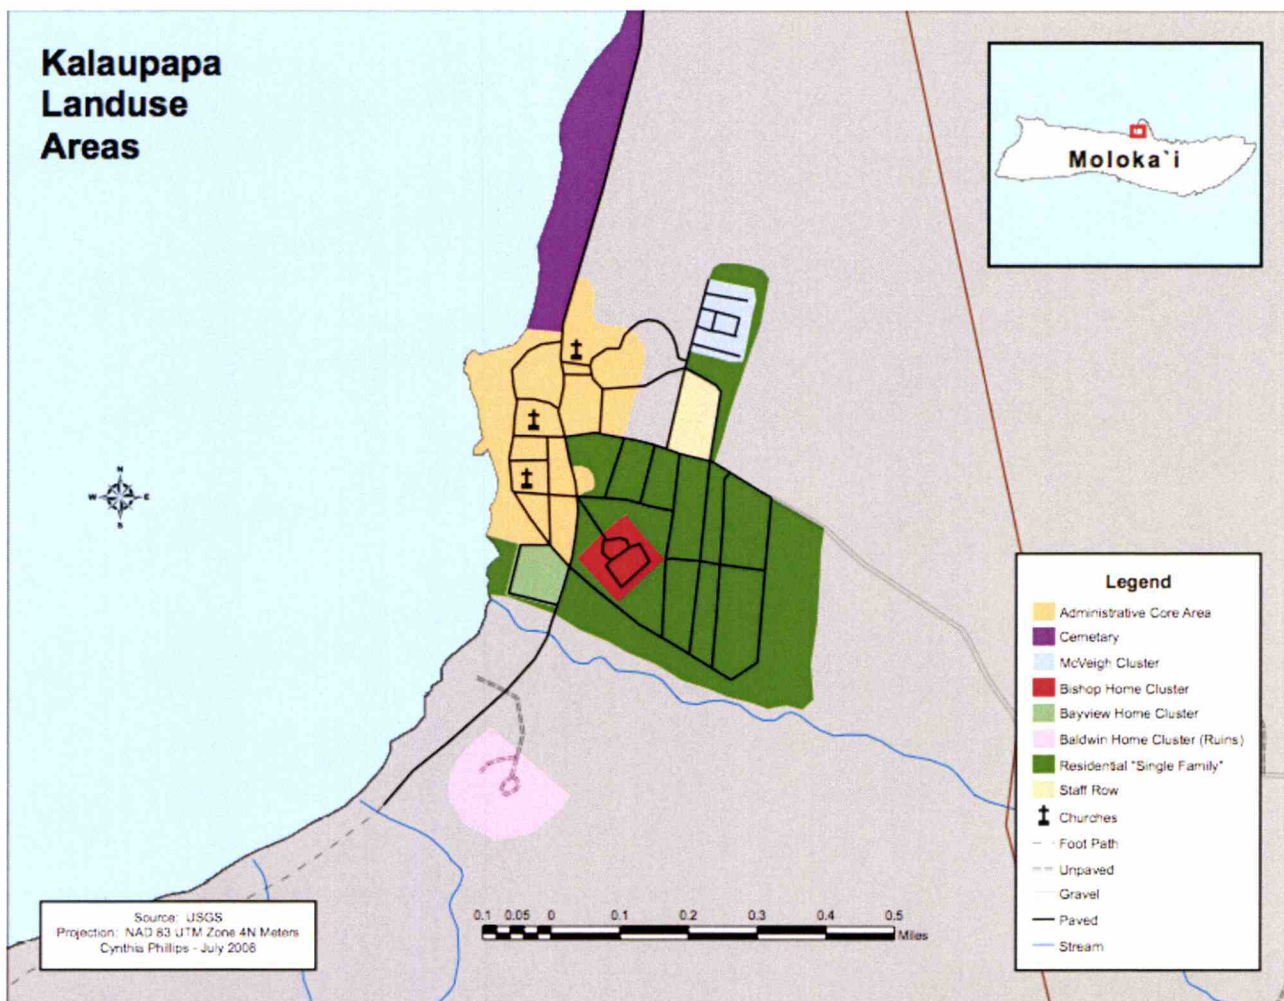 Kalaupapa
Landuse
Areas
Moloka`i
N
W E
S
Legend
Administrative Core Area
Cemetary
McVeigh Cluster
Bishop Home Cluster
Bayview Home Cluster
Baldwin Home Cluster (Ruins)
Residential "Single Family"
Staff Row
Churches
Foot Path
Unpaved
Gravel
Paved
Stream
0.1 0.05 0 0.1 0.2 0.3 0.4 0.5
Miles
Source: USGS
Projection: NAD 83 UTM Zone 4N Meters
Cynthia Phillips - July 2006